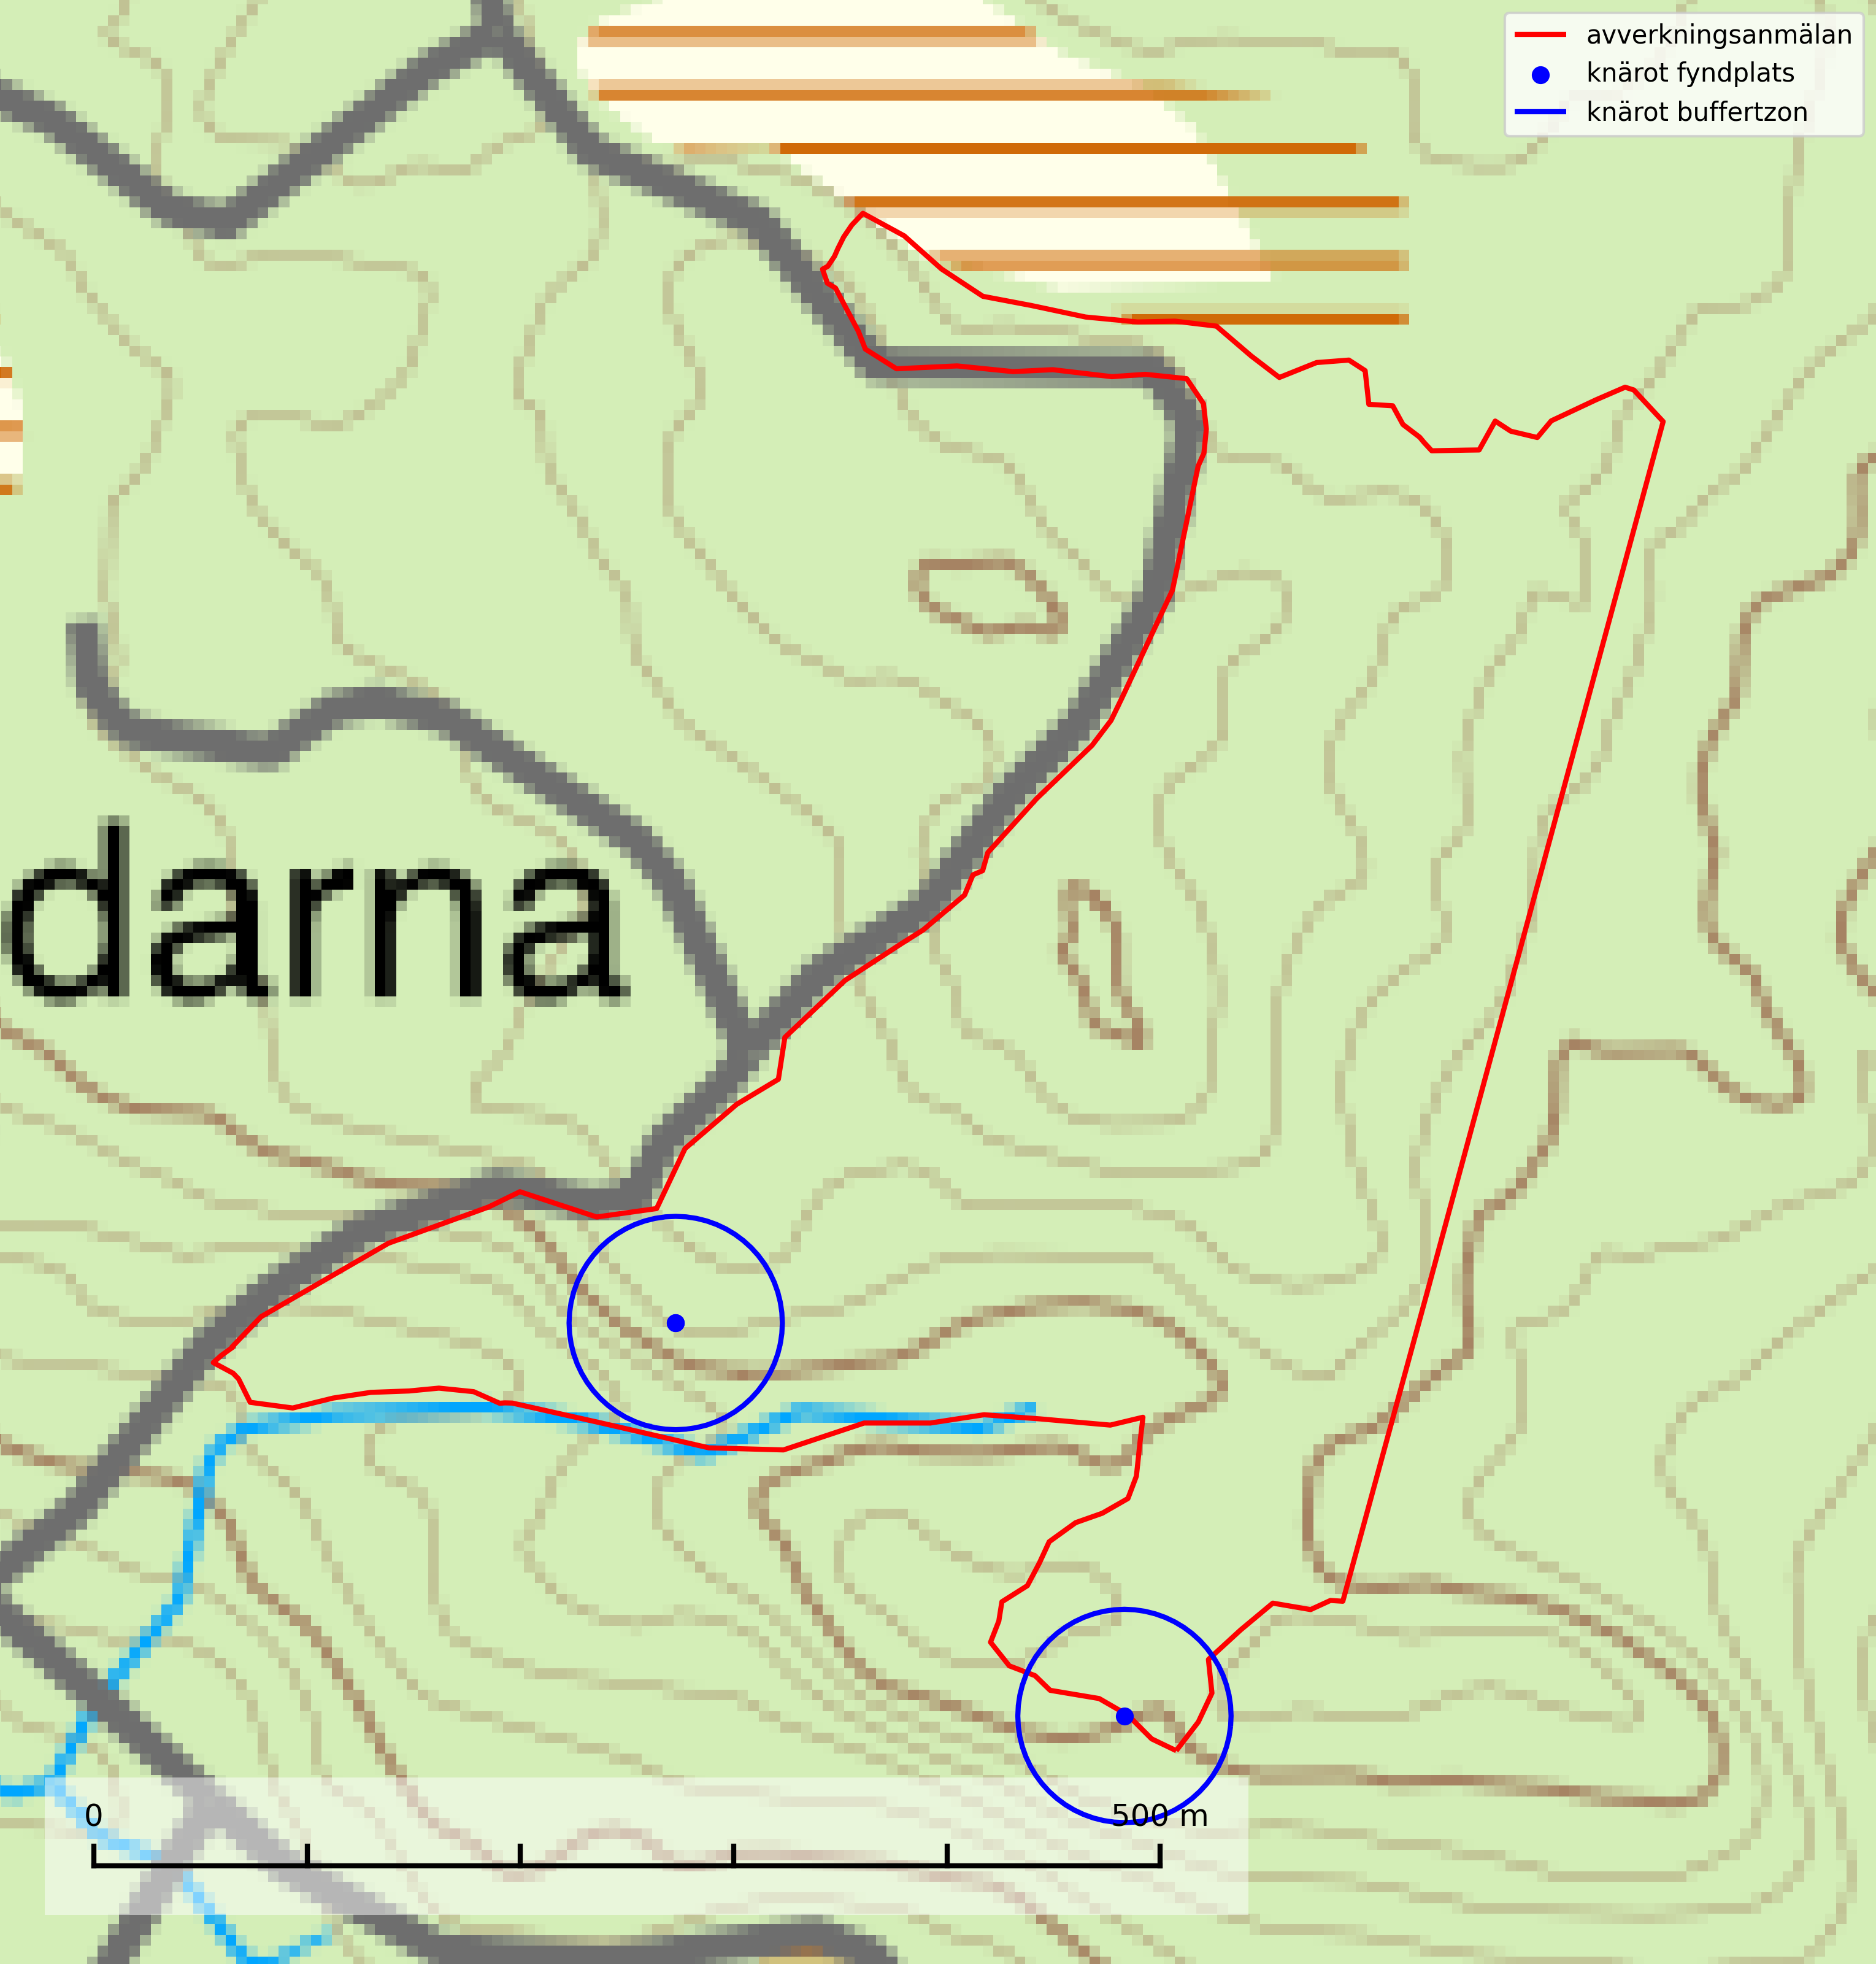 avverkningsanmälan
knärot fyndplats
knärot buffertzon
darna
0 500 m